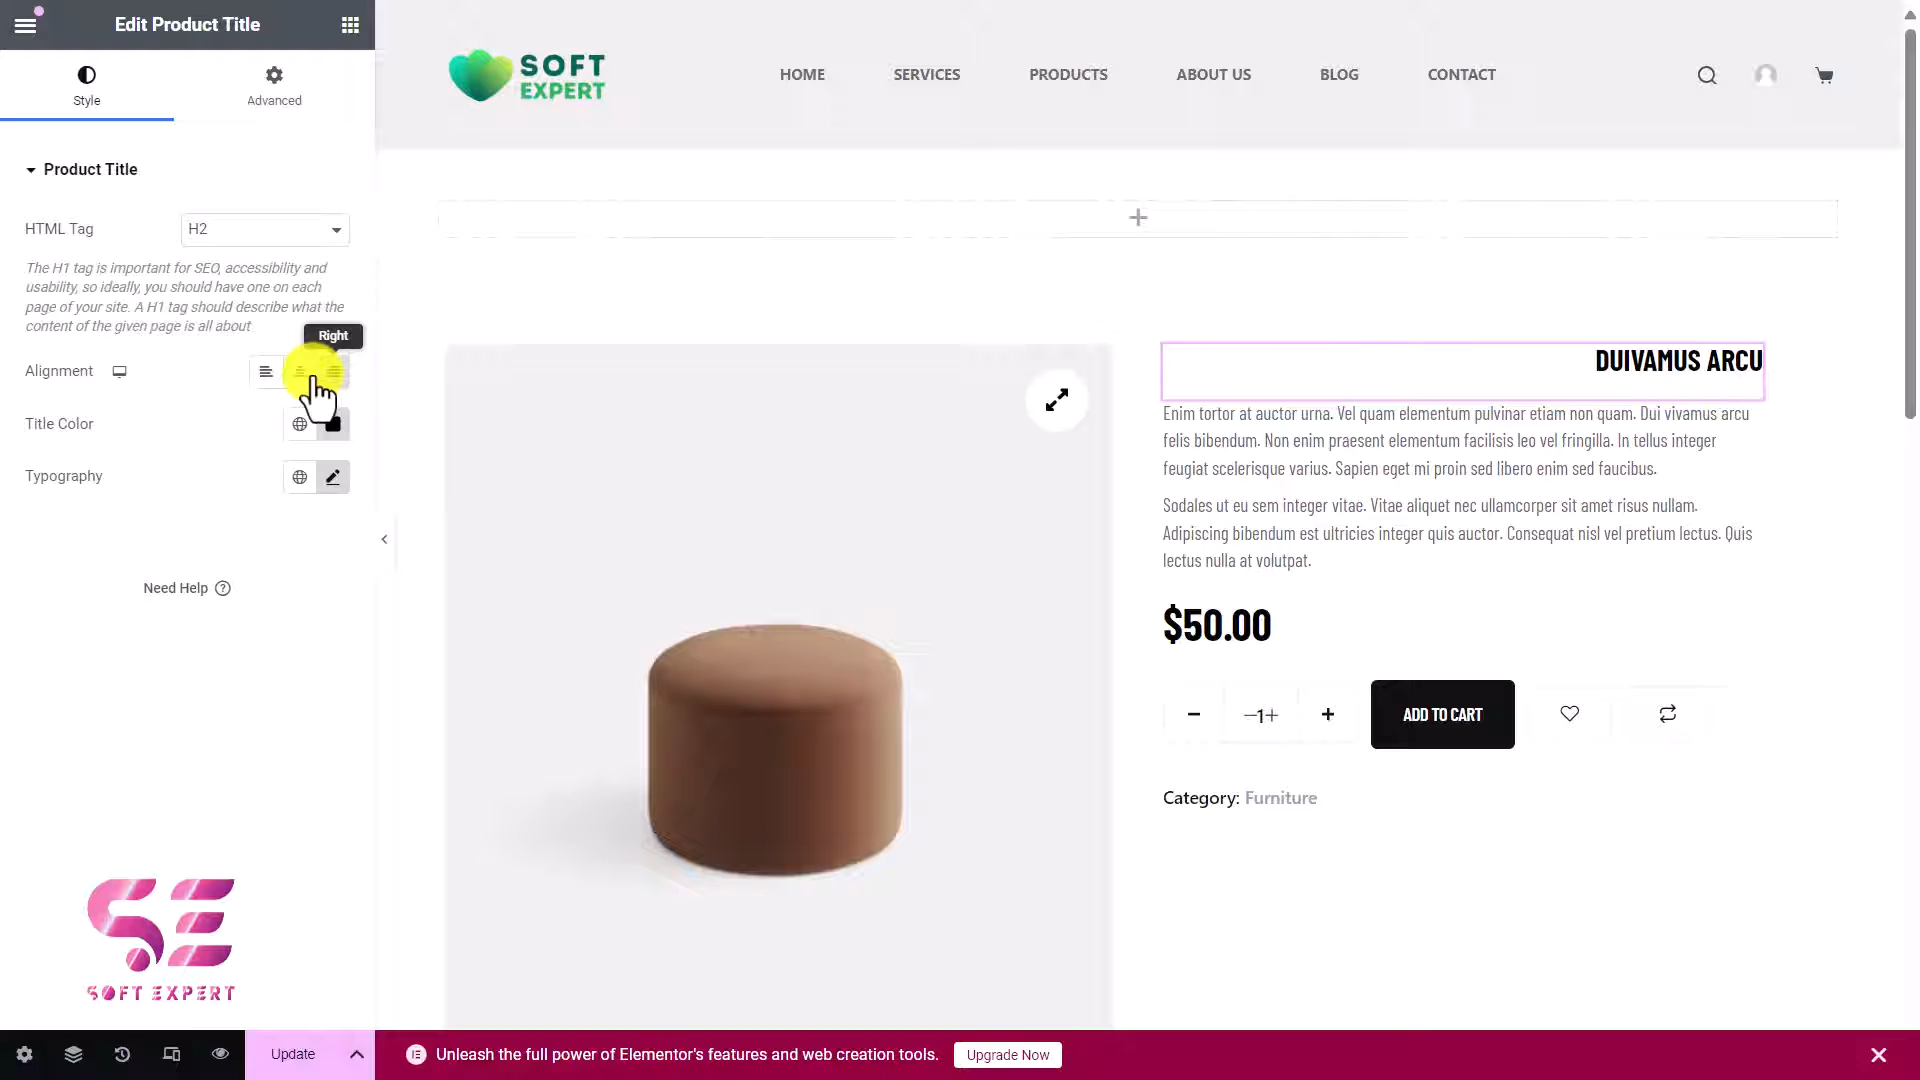 Edit Product Title
Style
Advanced
Product Title
HTML Tag
H2
The H1 tag is important for SEO, accessibility and
usability, so ideally, you should have one on each
page of your site. A H1 tag should describe what the
content of the given page is all about
Right
Alignment
Title Color
Typography
Need Help
SOFT EXPERT
Update
SOFT
EXPERT
HOME
SERVICES
PRODUCTS
ABOUT US
BLOG
CONTACT
DUIVAMUS ARCU
Enim tortor at auctor urna. Vel quam elementum pulvinar etiam non quam. Dui vivamus arcu
felis bibendum. Non enim praesent elementum facilisis leo vel fringilla. In tellus integer
feugiat scelerisque varius. Sapien eget mi proin sed libero enim sed faucibus.
Sodales ut eu sem integer vitae. Vitae aliquet nec ullamcorper sit amet risus nullam.
Adipiscing bibendum est ultricies integer quis auctor. Consequat nisl vel pretium lectus. Quis
lectus nulla at volutpat.
$50.00
1
ADD TO CART
Category: Furniture
Unleash the full power of Elementor's features and web creation tools.
Upgrade Now